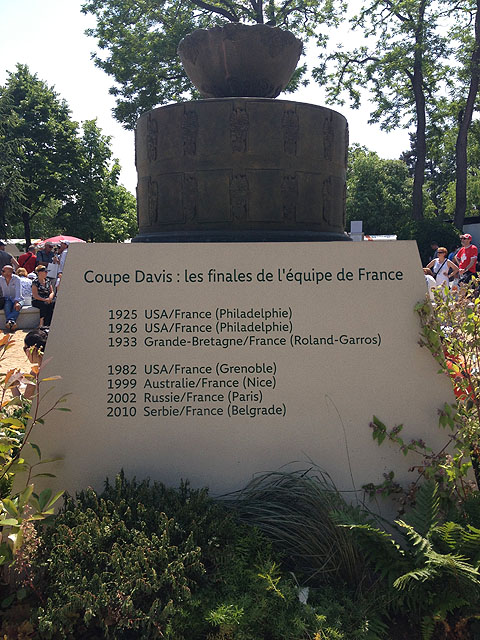 Coupe Davis : les finales de l'équipe de France
1925 USA/France (Philadelphie)
1926 USA/France (Philadelphie)
1933 Grande-Bretagne/France (Roland-Garros)
1982 USA/France (Grenoble)
1999 Australie/France (Nice)
2002 Russie/France (Paris)
2010 Serbie/France (Belgrade)